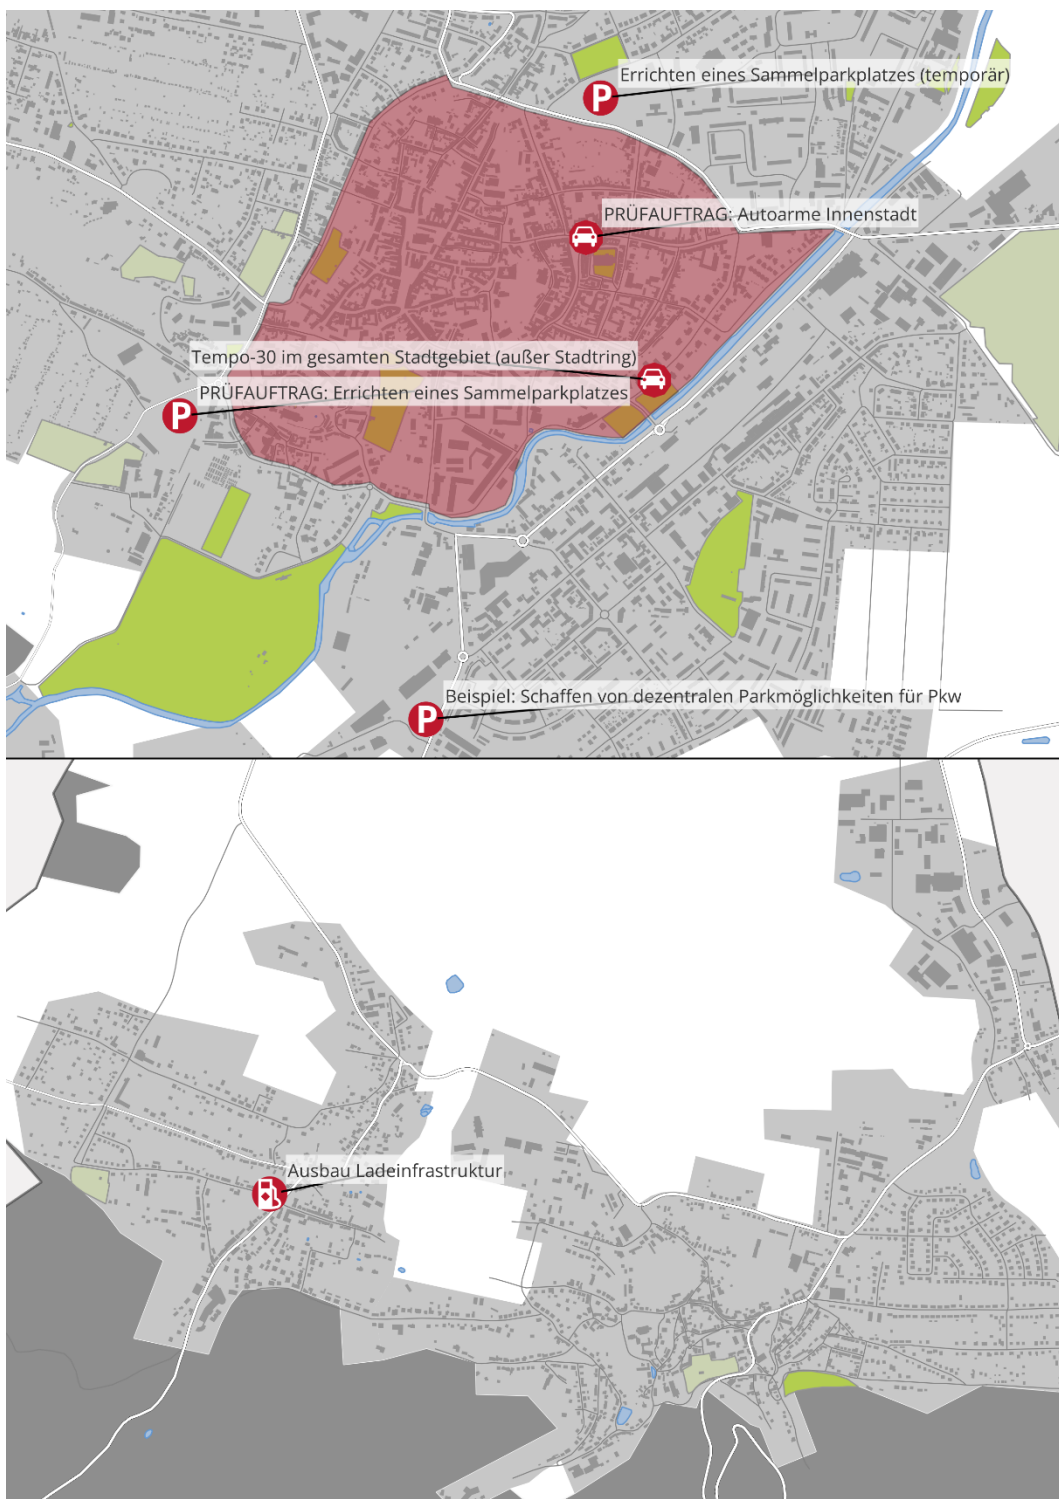 Errichten eines Sammelparkplatzes (temporär)
P
PRÜFAUFTRAG: Autoarme Innenstadt
Tempo-30 im gesamten Stadtgebiet (außer Stadtring)
PRÜFAUFTRAG: Errichten eines Sammelparkplatzes
P
Beispiel: Schaffen von dezentralen Parkmöglichkeiten für Pkw
P
Ausbau Ladeinfrastruktur